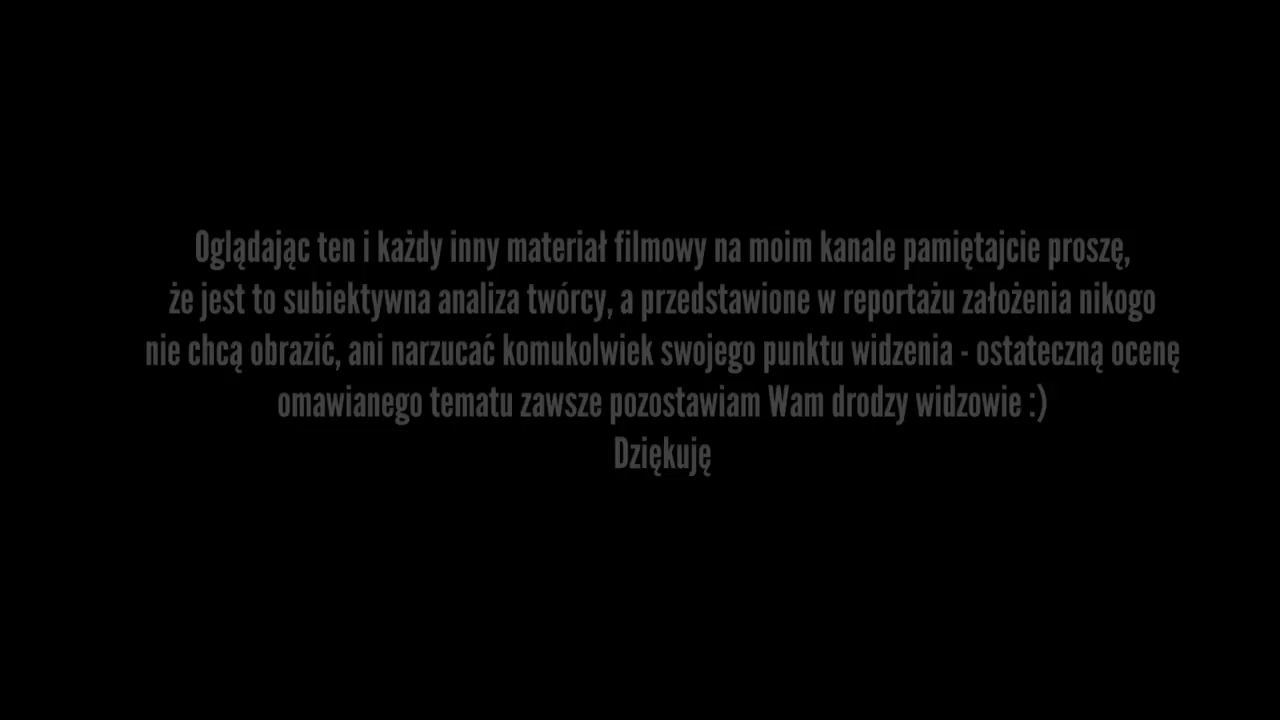 Oglądając ten i każdy inny materiał filmowy na moim kanale pamiętajcie proszę,
że jest to subiektywna analiza twórcy, a przedstawione w reportażu założenia nikogo
nie chcą obrazić, ani narzucać komukolwiek swojego punktu widzenia - ostateczną ocenę
omawianego tematu zawsze pozostawiam Wam drodzy widzowie :)
Dziękuję